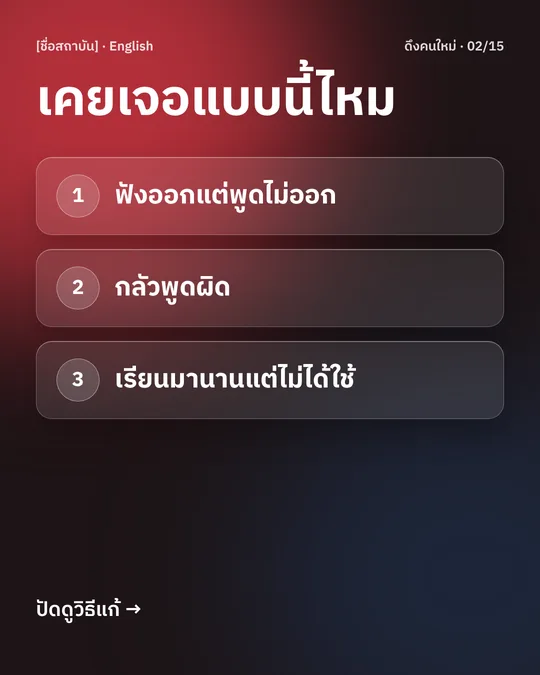 [ชื่อสถาบัน] · English
ดึงคนใหม่ · 02/15
เคยเจอแบบนี้ไหม
1 ฟังออกแต่พูดไม่ออก
2 กลัวพูดผิด
3 เรียนมานานแต่ไม่ได้ใช้
ปัดดูวิธีแก้ →